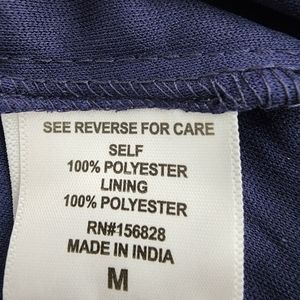 SEE REVERSE FOR CARE
SELF
100% POLYESTER
LINING
100% POLYESTER
RN#156828
MADE IN INDIA
M